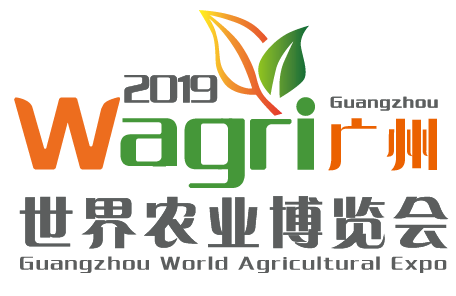 2019
Guangzhou
Wagri广州
世界农业博览会
Guangzhou World Agricultural Expo